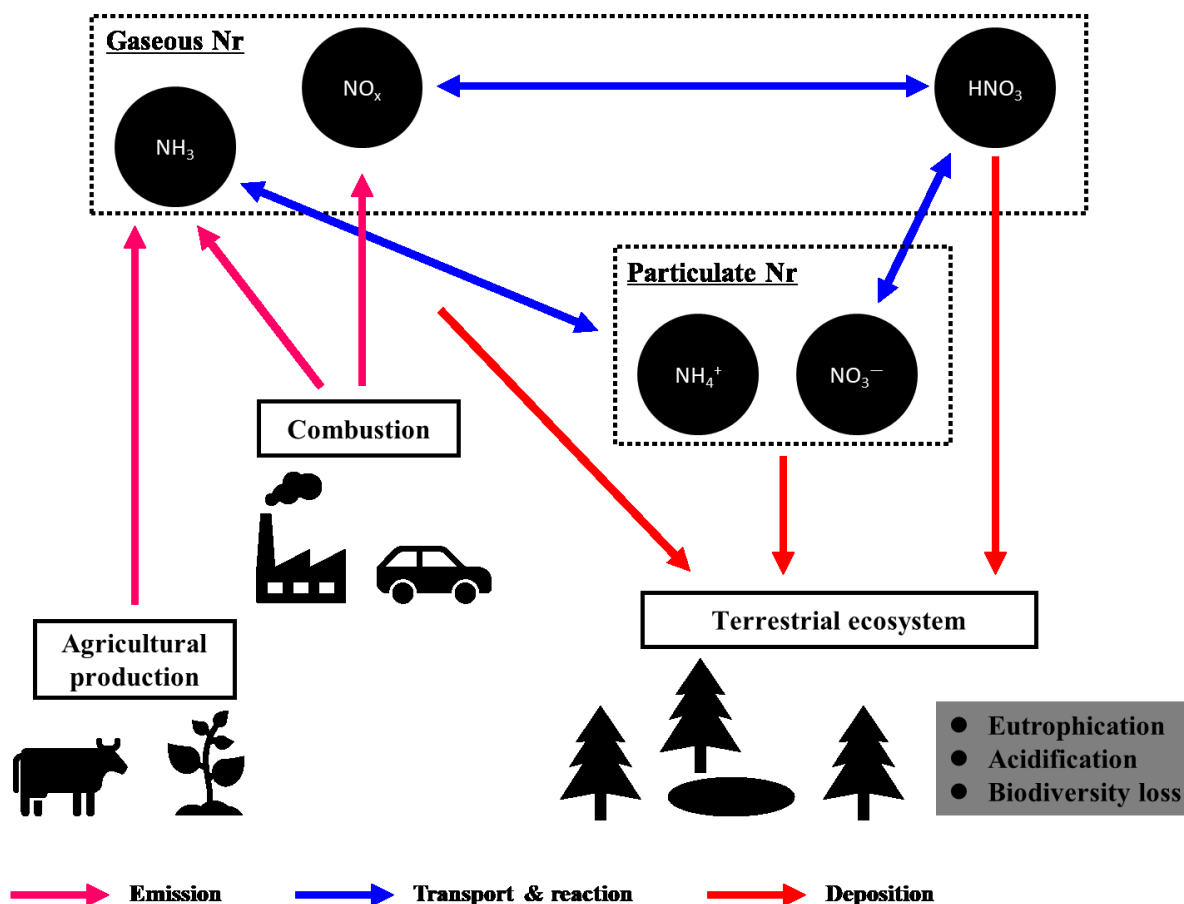 Gaseous Nr
NOₓ
HNO₃
NH₃
Particulate Nr
NH₄⁺
NO₃⁻
Combustion
Terrestrial ecosystem
Agricultural
production
● Eutrophication
● Acidification
● Biodiversity loss
Emission
Transport & reaction
Deposition